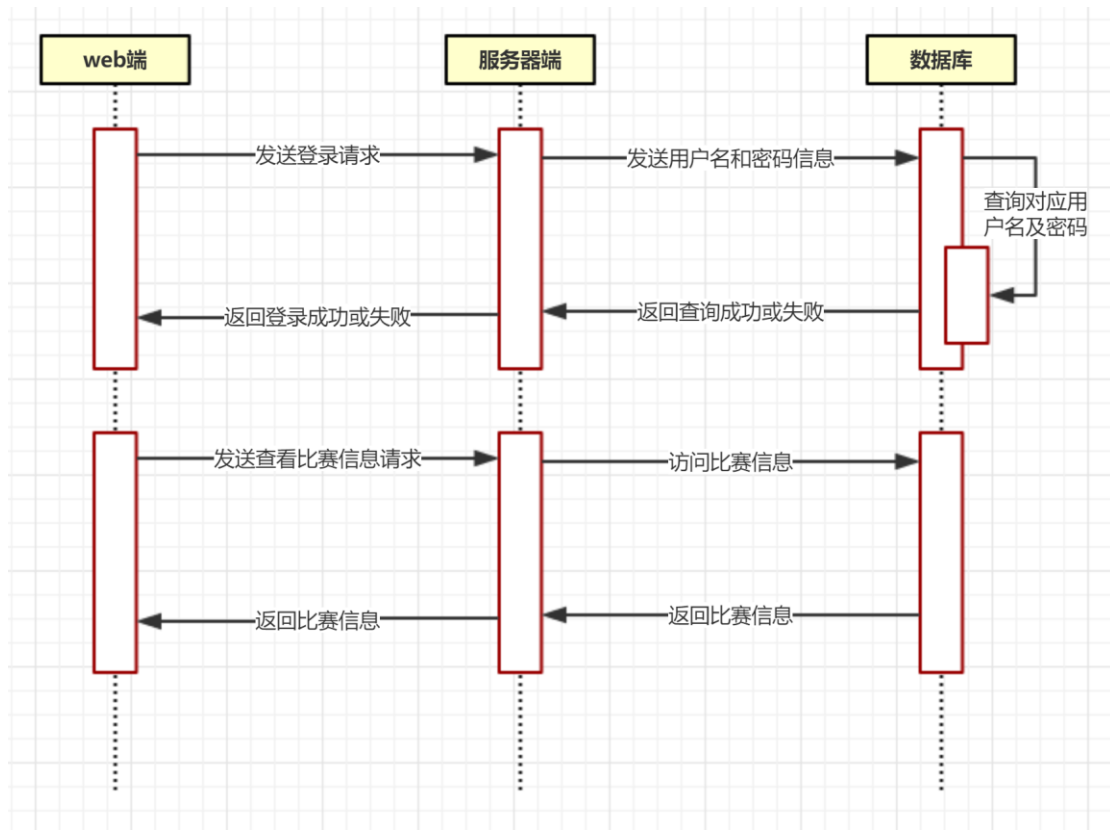 web端
服务器端
数据库
发送登录请求
发送用户名和密码信息
查询对应用
户名及密码
返回登录成功或失败
返回查询成功或失败
发送查看比赛信息请求
访问比赛信息
返回比赛信息
返回比赛信息